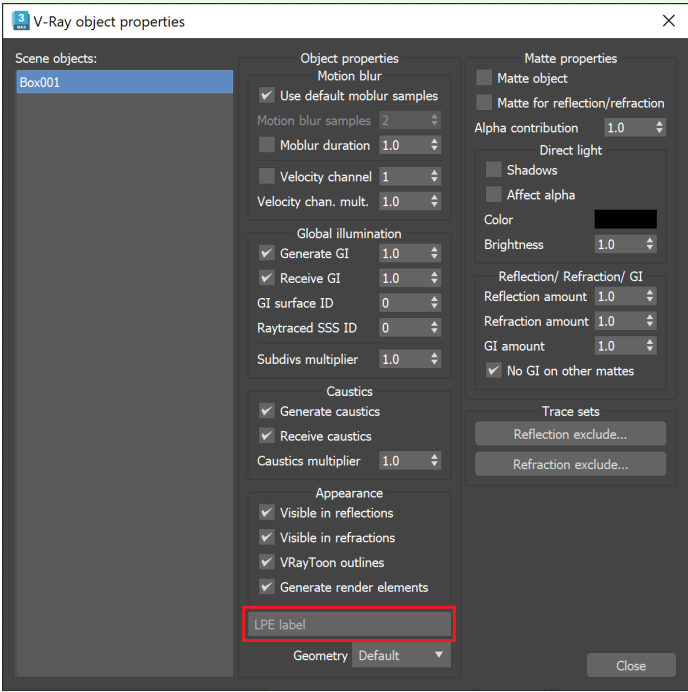 3
MAX
V-Ray object properties
Scene objects:
Box001
Object properties
Motion blur
Use default moblur samples
Motion blur samples 2
Moblur duration 1.0
Velocity channel 1
Velocity chan. mult. 1.0
Global illumination
Generate GI 1.0
Receive GI 1.0
GI surface ID 0
Raytraced SSS ID 0
Subdivs multiplier 1.0
Caustics
Generate caustics
Receive caustics
Caustics multiplier 1.0
Appearance
Visible in reflections
Visible in refractions
VRayToon outlines
Generate render elements
LPE label
Geometry Default
Matte properties
Matte object
Matte for reflection/refraction
Alpha contribution 1.0
Direct light
Shadows
Affect alpha
Color
Brightness 1.0
Reflection/ Refraction/ GI
Reflection amount 1.0
Refraction amount 1.0
GI amount 1.0
No GI on other mattes
Trace sets
Reflection exclude...
Refraction exclude...
Close